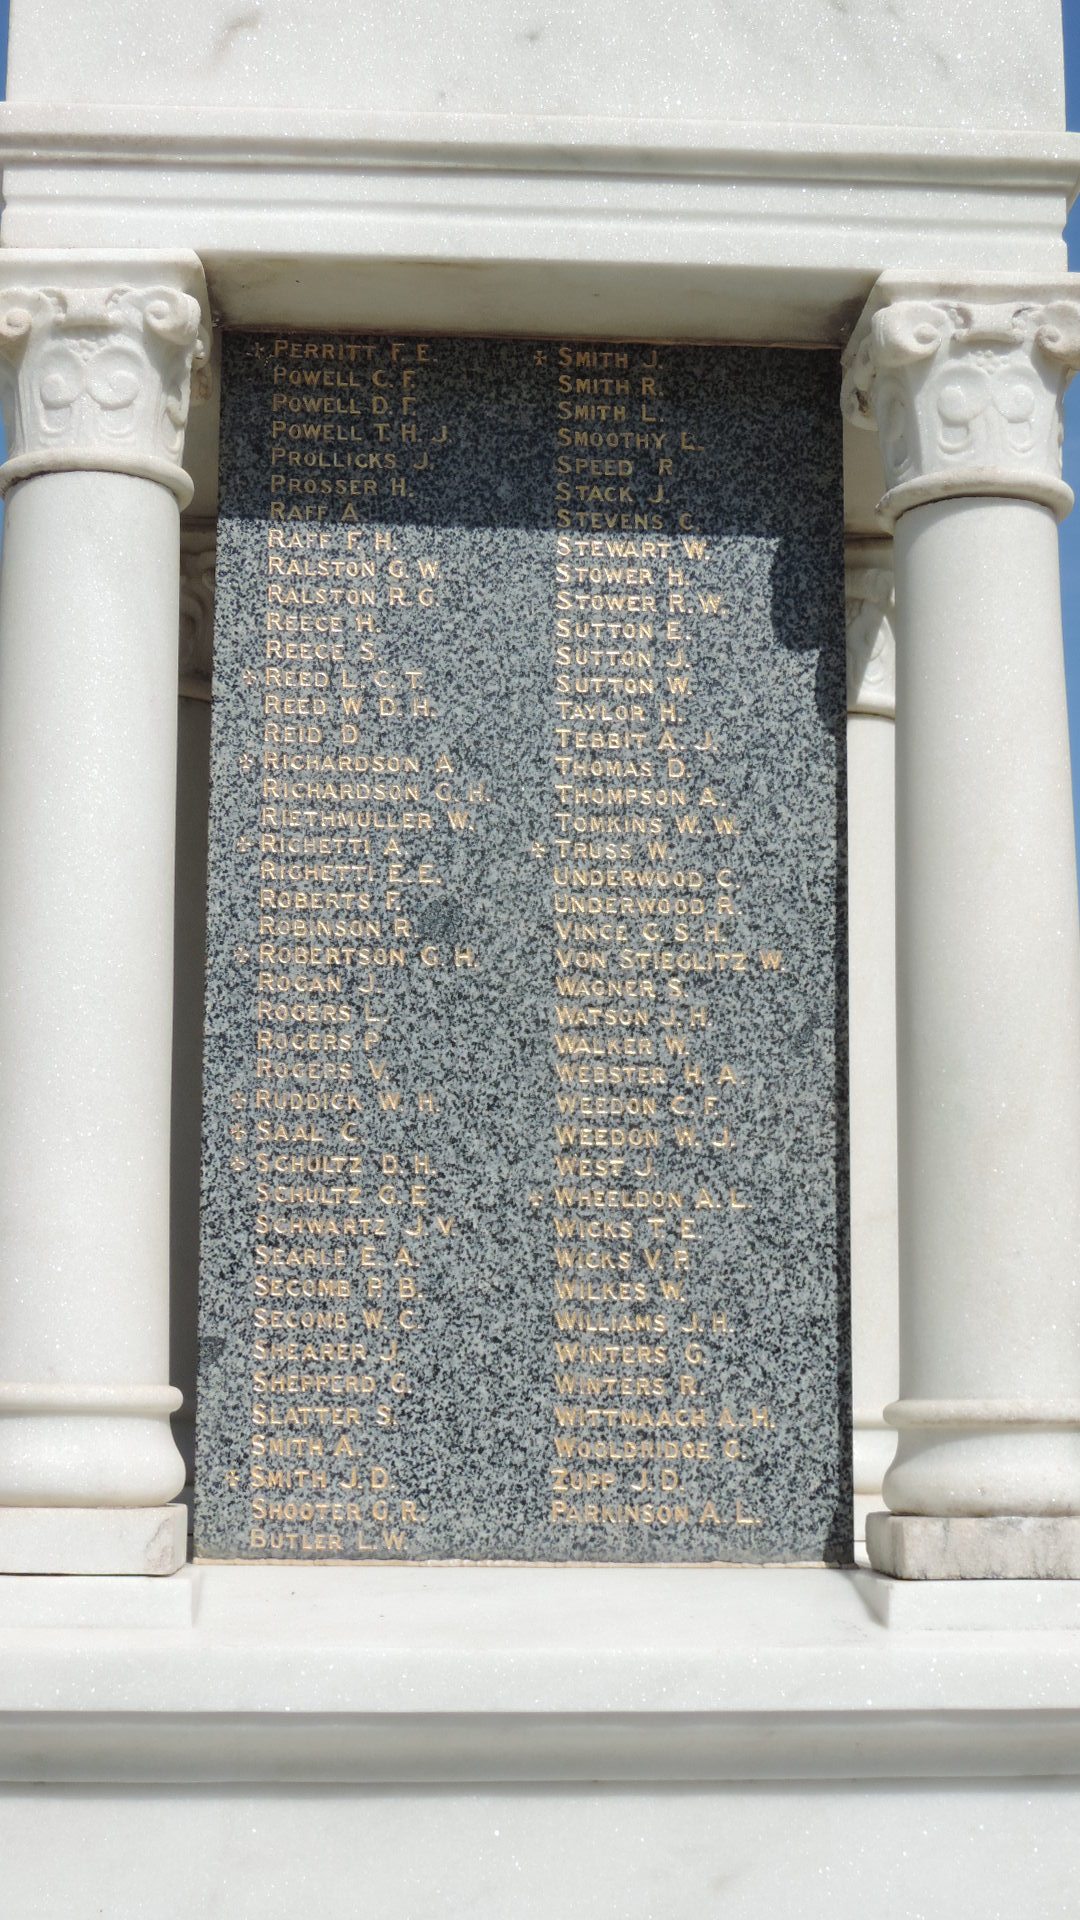 * PERRITT F. E.
POWELL C. F.
POWELL D. F.
POWELL T. H. J.
PROLLICKS J.
PROSSER H.
RAFF A.
RAFF F. H.
RALSTON G. W.
RALSTON R. G.
REECE H.
REECE S.
* REED L. C. T.
REED W. D. H.
REID D.
* RICHARDSON A.
RICHARDSON G. H.
RIETHMULLER W.
* RIGHETTI A.
RIGHETTI E. E.
ROBERTS F.
ROBINSON R.
* ROBERTSON G. H.
ROGAN J.
ROGERS L.
ROGERS P.
ROGERS V.
* RUDDICK W. H.
* SAAL C.
* SCHULTZ D. H.
SCHULTZ G. E.
SCHWARTZ J. V.
SEARLE E. A.
SECOMB P. B.
SECOMB W. C.
SHEARER J.
SHEPPERD G.
SLATTER S.
SMITH A.
* SMITH J. D.
SHOOTER G. R.
BUTLER L. W.
* SMITH J.
SMITH R.
SMITH L.
SMOOTHY L.
SPEED R.
STACK J.
STEVENS C.
STEWART W.
STOWER H.
STOWER R. W.
SUTTON E.
SUTTON J.
SUTTON W.
TAYLOR H.
TEBBIT A. J.
THOMAS D.
THOMPSON A.
TOMKINS W. W.
* TRUSS W.
UNDERWOOD C.
UNDERWOOD R.
VINCE G. S. H.
VON STIEGLITZ W.
WAGNER S.
WATSON J. H.
WALKER W.
WEBSTER H. A.
WEEDON C. F.
WEEDON W. J.
WEST J.
* WHEELDON A. L.
WICKS T. E.
WICKS V. P.
WILKES W.
WILLIAMS J. H.
WINTERS G.
WINTERS R.
WITTMAACH A. H.
WOOLDRIDGE C.
ZUPP J. D.
PARKINSON A. L.